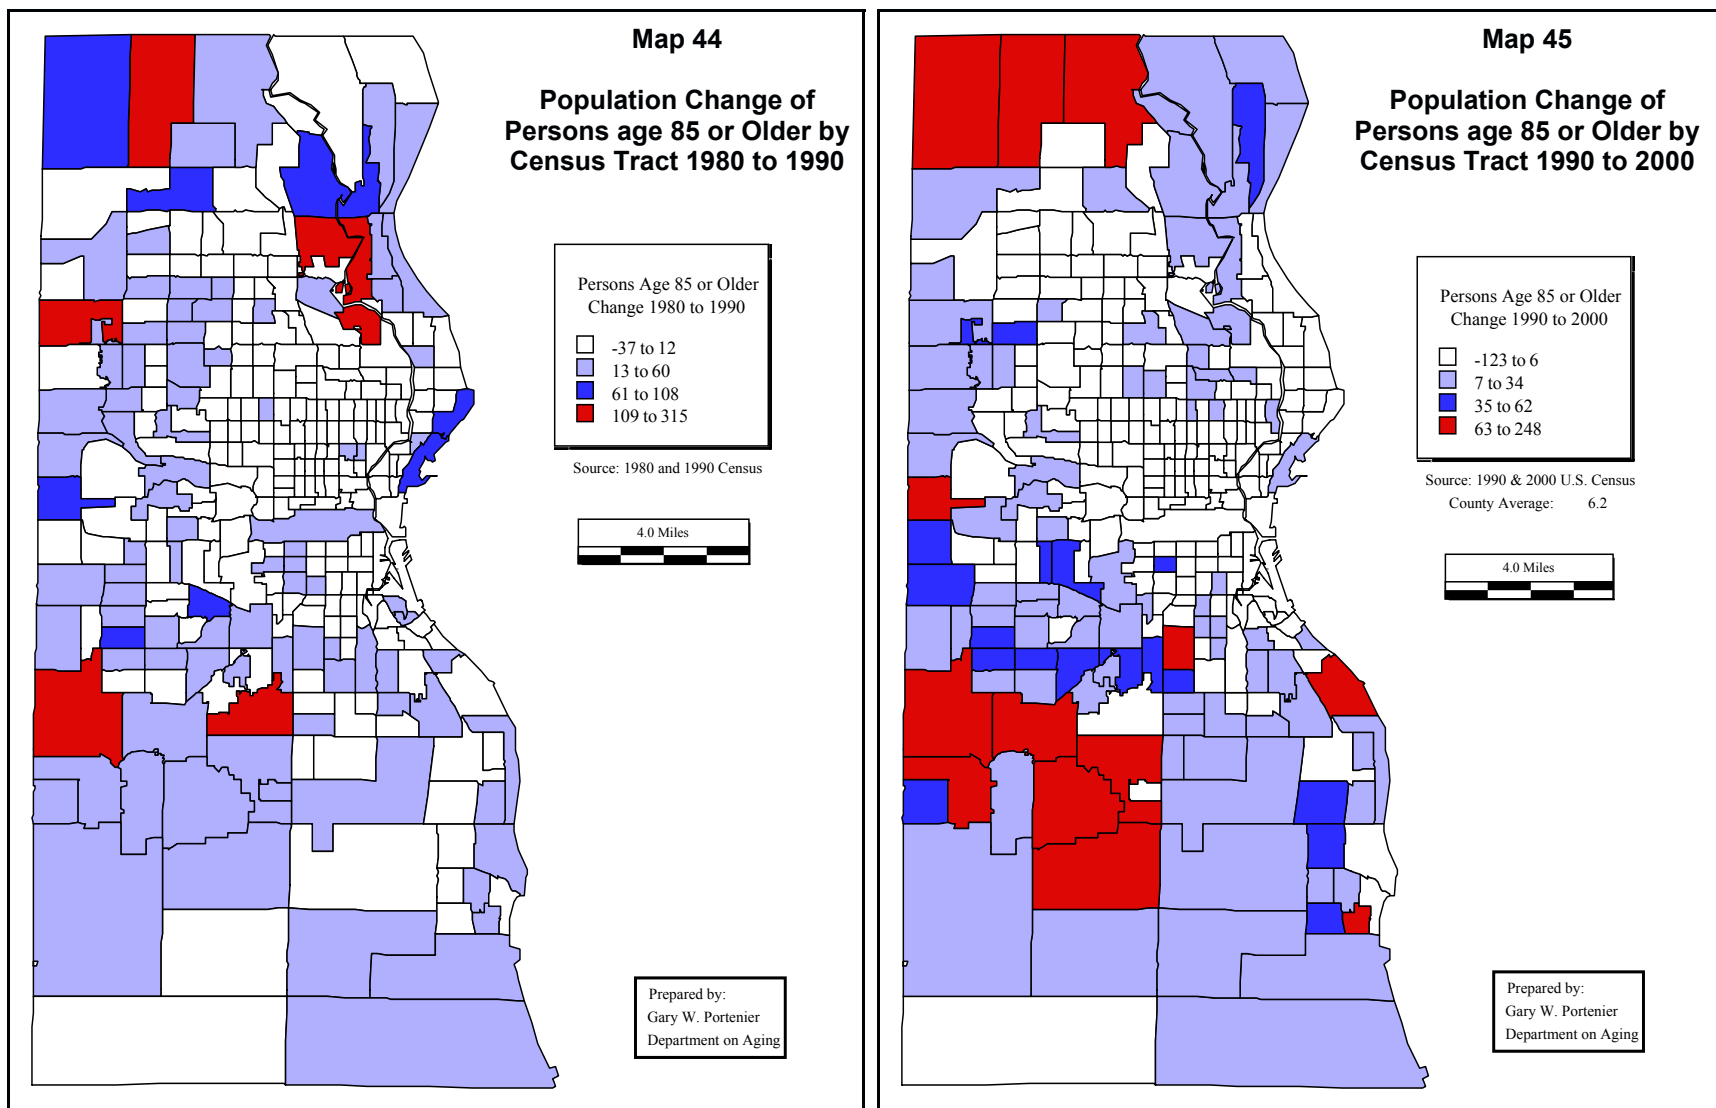 Map 44
Population Change of
Persons age 85 or Older by
Census Tract 1980 to 1990
Persons Age 85 or Older
Change 1980 to 1990
-37 to 12
13 to 60
61 to 108
109 to 315
Source: 1980 and 1990 Census
4.0 Miles
Prepared by:
Gary W. Portenier
Department on Aging
Map 45
Population Change of
Persons age 85 or Older by
Census Tract 1990 to 2000
Persons Age 85 or Older
Change 1990 to 2000
-123 to 6
7 to 34
35 to 62
63 to 248
Source: 1990 & 2000 U.S. Census
County Average: 6.2
4.0 Miles
Prepared by:
Gary W. Portenier
Department on Aging